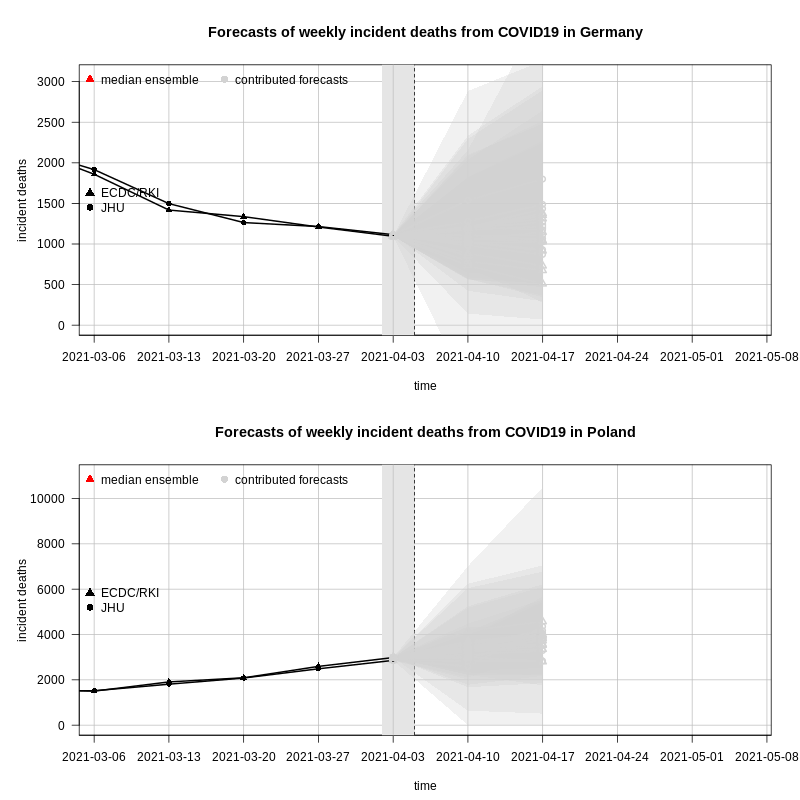 Forecasts of weekly incident deaths from COVID19 in Germany
median ensemble contributed forecasts
3000
2500
2000
1500
1000
500
0
incident deaths
ECDC/RKI
JHU
2021-03-06 2021-03-13 2021-03-20 2021-03-27 2021-04-03 2021-04-10 2021-04-17 2021-04-24 2021-05-01 2021-05-08
time
Forecasts of weekly incident deaths from COVID19 in Poland
median ensemble contributed forecasts
10000
8000
6000
4000
2000
0
incident deaths
ECDC/RKI
JHU
2021-03-06 2021-03-13 2021-03-20 2021-03-27 2021-04-03 2021-04-10 2021-04-17 2021-04-24 2021-05-01 2021-05-08
time